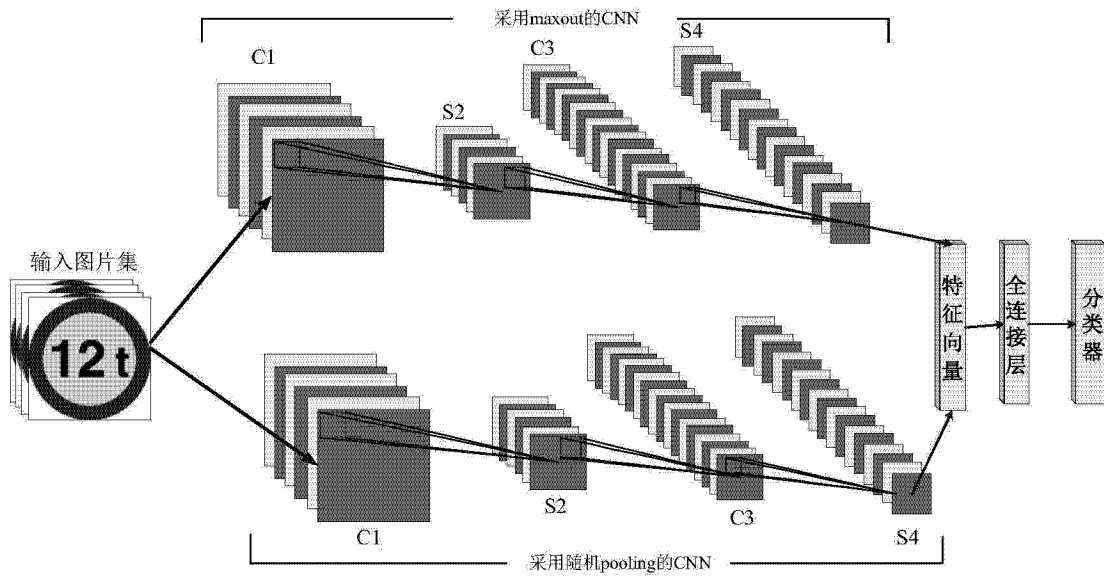 采用maxout的CNN
C1
S2
C3
S4
输入图片集
12t
特征向量
全连接层
分类器
C1
S2
C3
S4
采用随机pooling的CNN